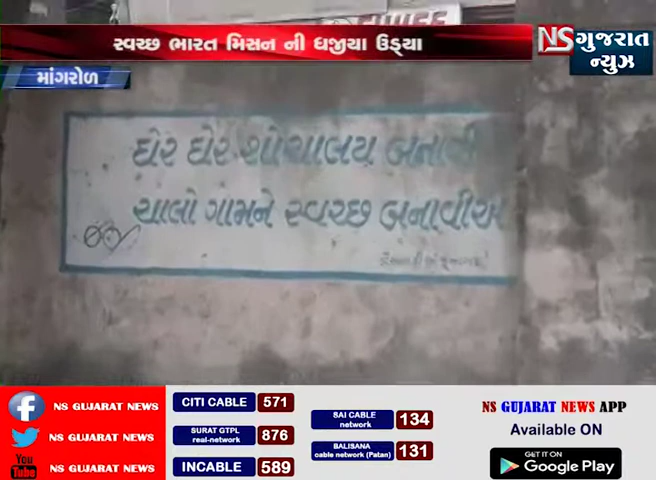 સ્વચ્છ ભારત મિસન ની ધજીયા ઉડ્યા
NS ગુજરાત
ન્યુઝ
માંગરોળ
દોર દોર શૌચાલય બનાવી
ચાલો ગામને સ્વચ્છ બનાવીએ
NS GUJARAT NEWS
NS GUJARAT NEWS
You Tube NS GUJARAT NEWS
CITI CABLE 571
SURAT GTPL real-network 876
INCABLE 589
SAI CABLE network 134
BALISANA cable network (Patan) 131
NS GUJARAT NEWS APP
Available ON
GET IT ON
Google Play